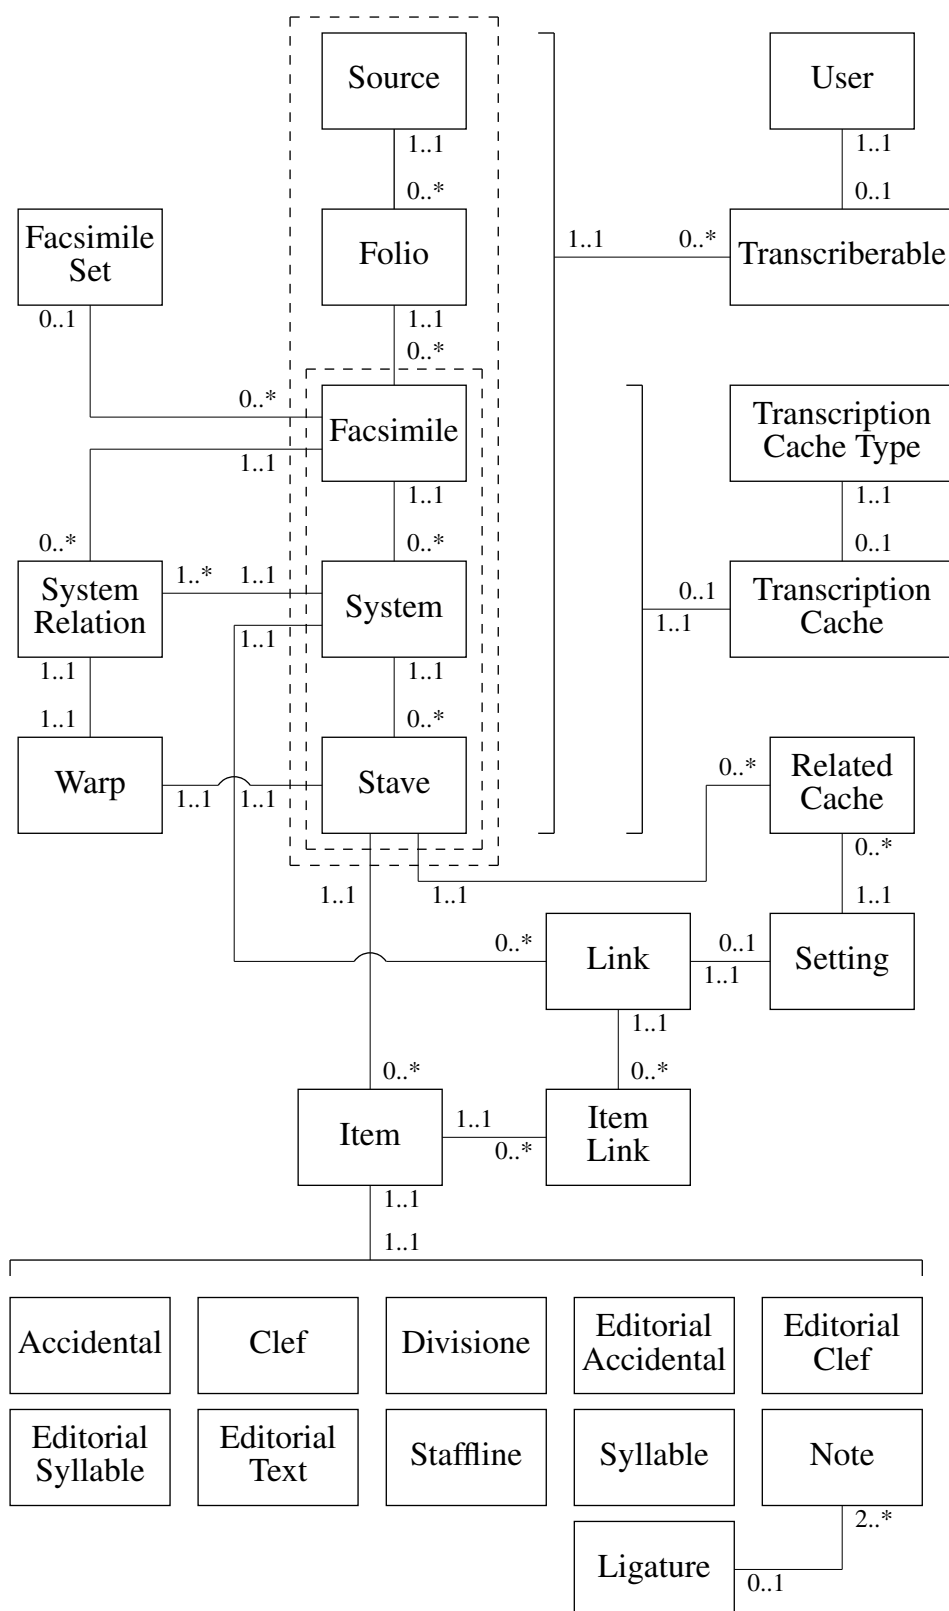 Source
User
1..1
1..1
0..*
0..1
Facsimile
Set
Folio
1..1
0..*
Transcriberable
0..1
1..1
0..*
0..*
Facsimile
Transcription
Cache Type
1..1
1..1
1..1
0..*
0..*
0..1
System
Relation
1..*
1..1
System
0..1
Transcription
Cache
1..1
1..1
1..1
1..1
1..1
0..*
Warp
Stave
0..*
Related
Cache
1..1
1..1
0..*
1..1
1..1
1..1
0..*
Link
0..1
Setting
1..1
1..1
0..*
0..*
Item
1..1
Item
Link
0..*
1..1
1..1
Accidental
Clef
Divisione
Editorial
Accidental
Editorial
Clef
Editorial
Syllable
Editorial
Text
Staffline
Syllable
Note
2..*
Ligature
0..1